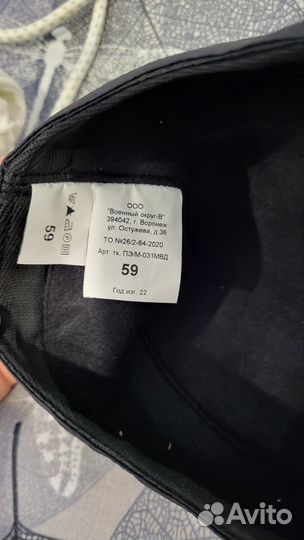 ООО
"Военный округ-В"
394042, г. Воронеж
ул. Остужева, д.36
ТО №26/2-64-2020
Арт. тк. ПЭ/М-031МВД
59
Год изг. 22
59
Avito